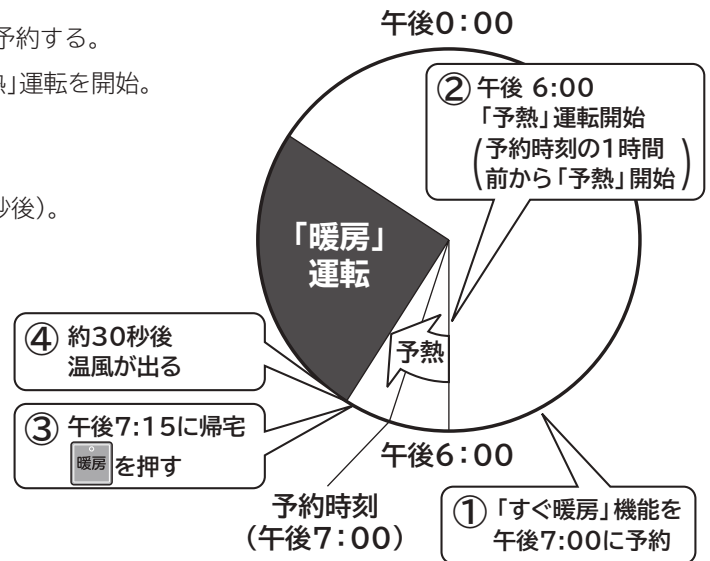 予約する。
」運転を開始。
秒後)。
午後0:00
② 午後 6:00
「予熱」運転開始
(予約時刻の1時間
前から「予熱」開始)
「暖房」
運転
予熱
④ 約30秒後
温風が出る
③ 午後7:15に帰宅
暖房 を押す
午後6:00
予約時刻
(午後7:00)
① 「すぐ暖房」機能を
午後7:00に予約